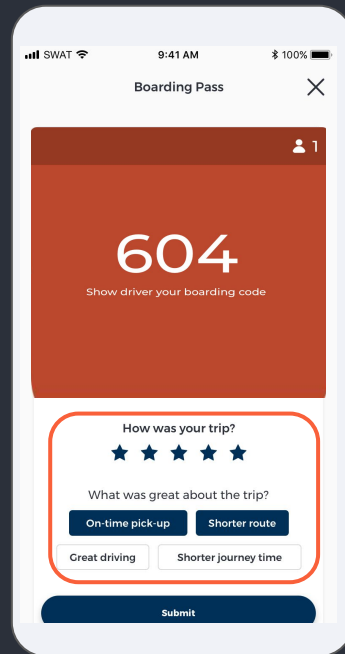 SWAT 9:41 AM 100%
Boarding Pass
1
604
Show driver your boarding code
How was your trip?
What was great about the trip?
On-time pick-up Shorter route
Great driving Shorter journey time
Submit